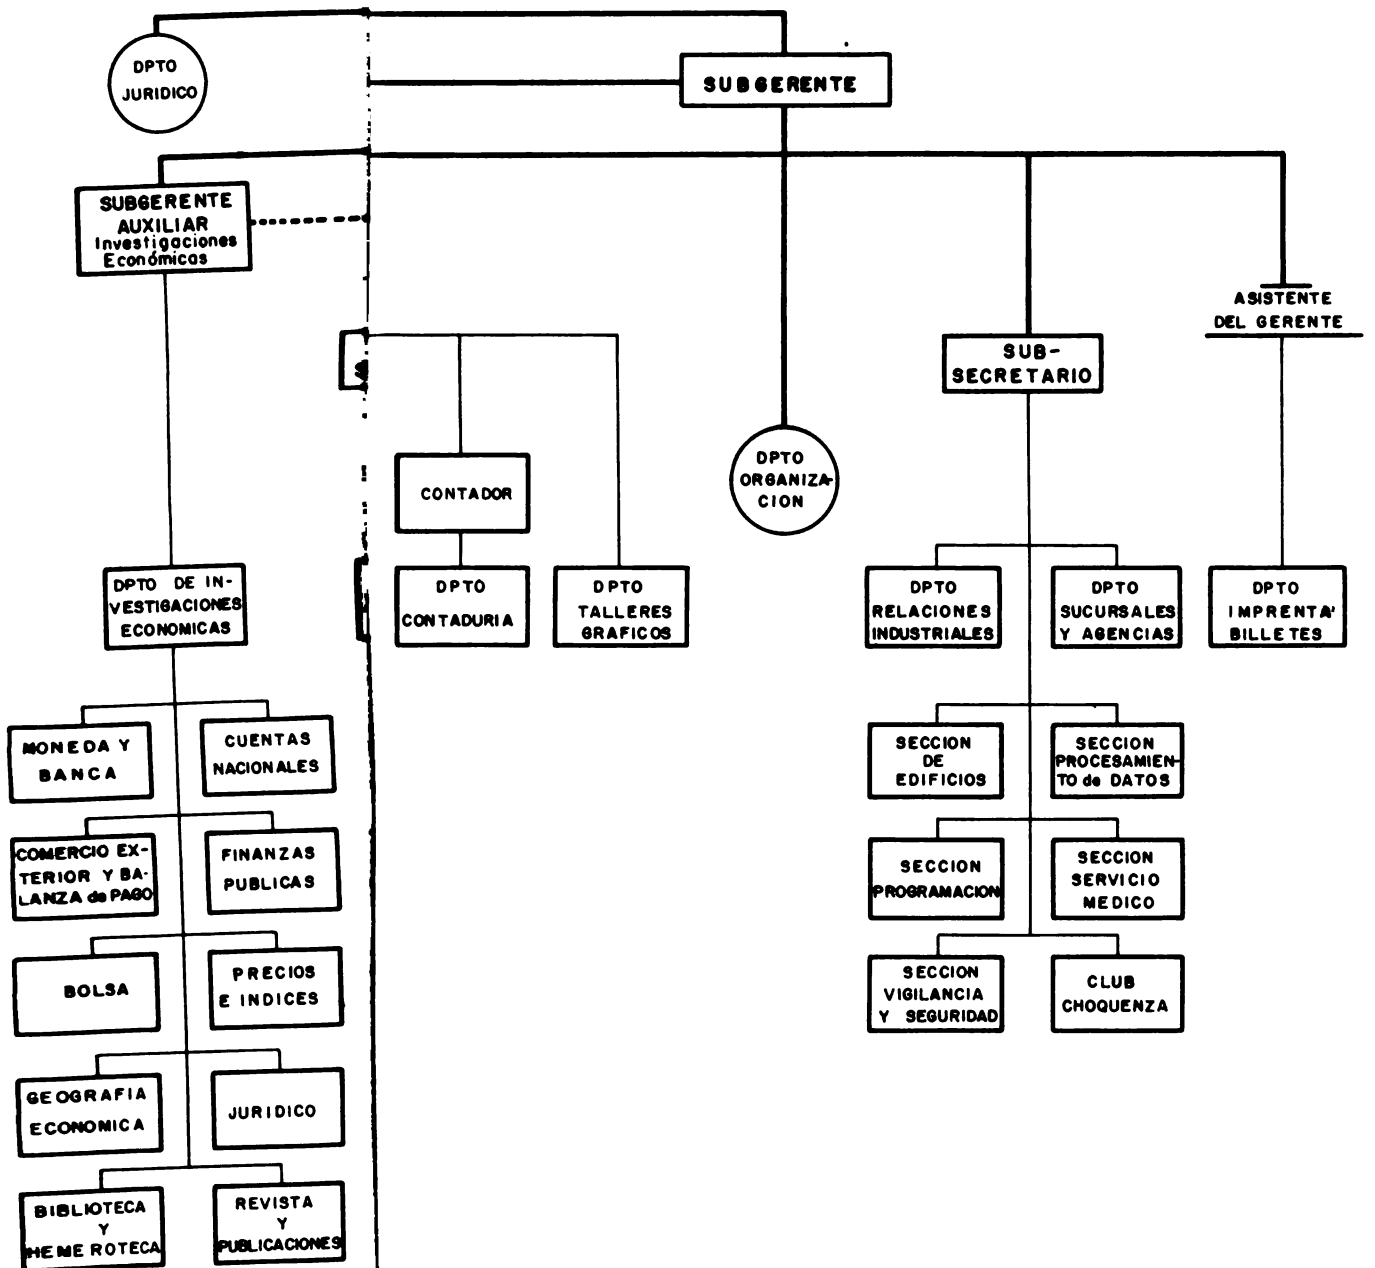 DPTO
JURIDICO
SUBGERENTE
SUBGERENTE
AUXILIAR
Investigaciones
Económicas
ASISTENTE
DEL GERENTE
SUB-
SECRETARIO
DPTO
ORGANIZA-
CION
CONTADOR
DPTO DE IN-
VESTIGACIONES
ECONOMICAS
DPTO
CONTADURIA
DPTO
TALLERES
GRAFICOS
DPTO
RELACIONES
INDUSTRIALES
DPTO
SUCURSALES
Y AGENCIAS
DPTO
IMPRENTA
BILLETES
MONEDA Y
BANCA
CUENTAS
NACIONALES
SECCION
DE
EDIFICIOS
SECCION
PROCESAMIEN-
TO de DATOS
COMERCIO EX-
TERIOR Y BA-
LANZA de PAGO
FINANZAS
PUBLICAS
SECCION
PROGRAMACION
SECCION
SERVICIO
MEDICO
BOLSA
PRECIOS
E INDICES
SECCION
VIGILANCIA
Y SEGURIDAD
CLUB
CHOQUENZA
GEOGRAFIA
ECONOMICA
JURIDICO
BIBLIOTECA
Y
HEMEROTECA
REVISTA
Y
PUBLICACIONES